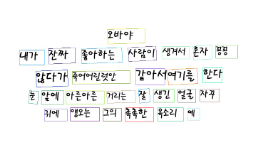 오바야
내가 잔짜 좋아하는 사람이 생겨서 혼자 끙끙
앓다가 죽어버릴것만 같아서얘기를 한다
눈 앞에 아른아른 거리는 잘 생긴 얼굴 자꾸
귀에 맴도는 그의 촉촉한 목소리 에